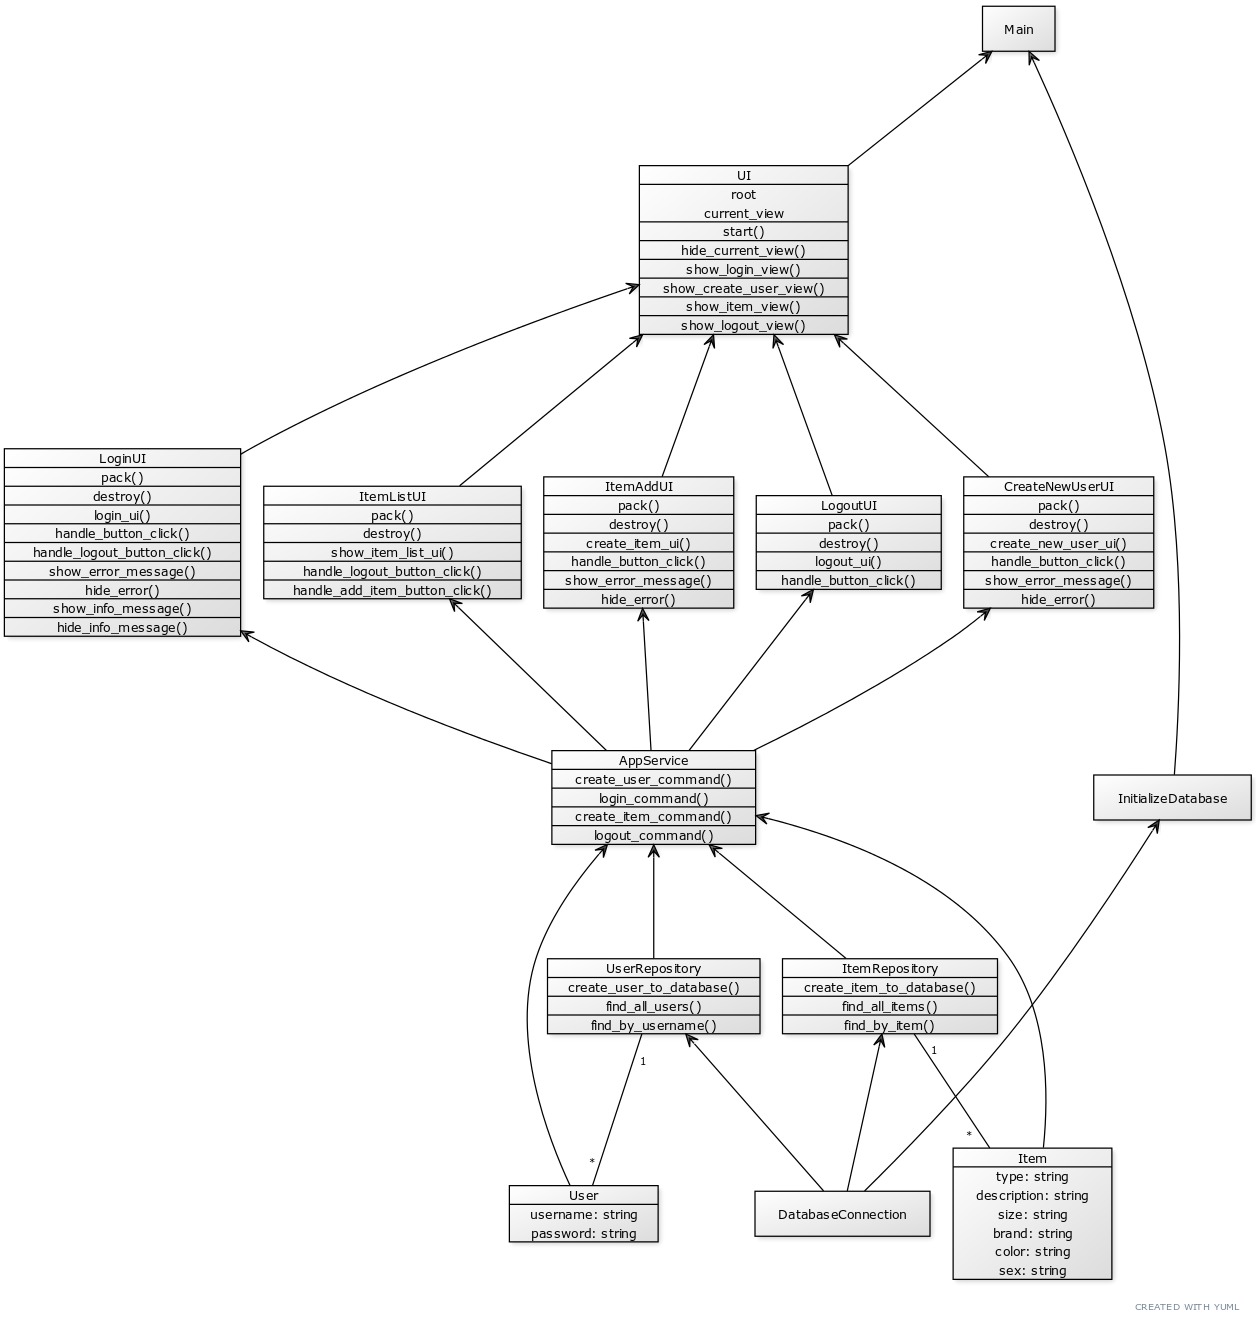 Main
UI
root
current_view
start()
hide_current_view()
show_login_view()
show_create_user_view()
show_item_view()
show_logout_view()
LoginUI
pack()
destroy()
login_ui()
handle_button_click()
handle_logout_button_click()
show_error_message()
hide_error()
show_info_message()
hide_info_message()
ItemListUI
pack()
destroy()
show_item_list_ui()
handle_logout_button_click()
handle_add_item_button_click()
ItemAddUI
pack()
destroy()
create_item_ui()
handle_button_click()
show_error_message()
hide_error()
LogoutUI
pack()
destroy()
logout_ui()
handle_button_click()
CreateNewUserUI
pack()
destroy()
create_new_user_ui()
handle_button_click()
show_error_message()
hide_error()
AppService
create_user_command()
login_command()
create_item_command()
logout_command()
InitializeDatabase
UserRepository
create_user_to_database()
find_all_users()
find_by_username()
ItemRepository
create_item_to_database()
find_all_items()
find_by_item()
1
1
*
*
User
username: string
password: string
DatabaseConnection
Item
type: string
description: string
size: string
brand: string
color: string
sex: string
CREATED WITH YUML